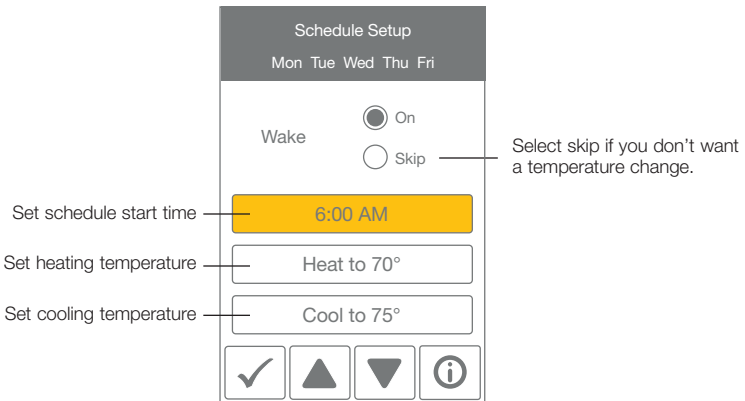 Schedule Setup
Mon Tue Wed Thu Fri
Wake
On
Skip
Select skip if you don’t want
a temperature change.
Set schedule start time
6:00 AM
Set heating temperature
Heat to 70°
Set cooling temperature
Cool to 75°